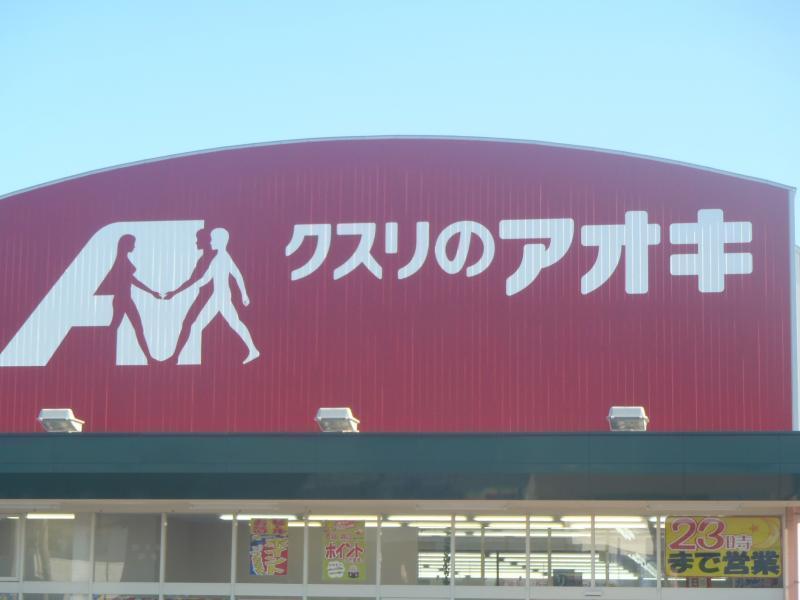 クスリのアオキ
ポイント
23時
まで営業